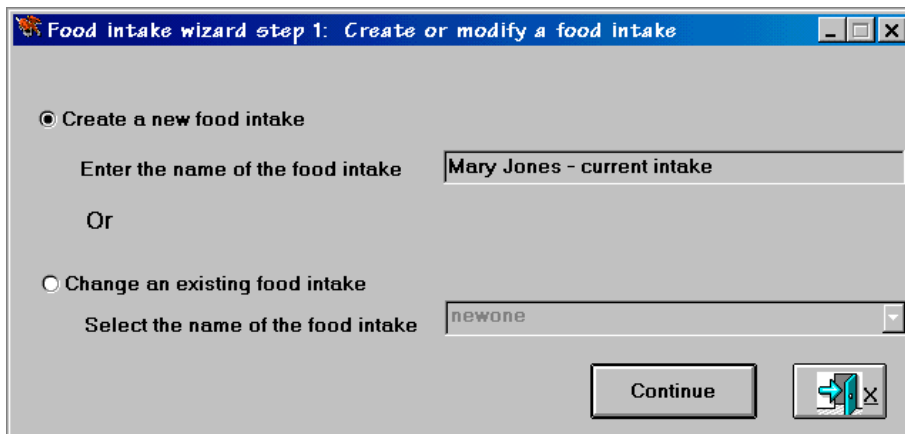 Food intake wizard step 1: Create or modify a food intake
Create a new food intake
Enter the name of the food intake Mary Jones - current intake
Or
Change an existing food intake
Select the name of the food intake newone
Continue x